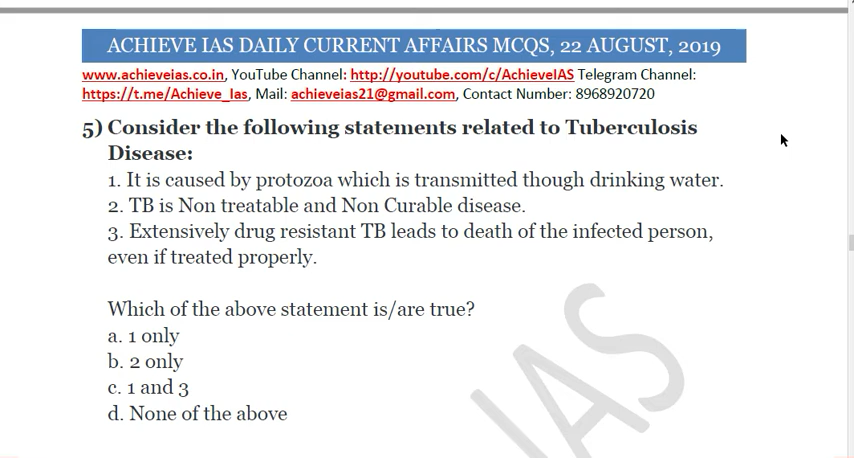 ACHIEVE IAS DAILY CURRENT AFFAIRS MCQS, 22 AUGUST, 2019
www.achieveias.co.in, YouTube Channel: http://youtube.com/c/AchieveIAS Telegram Channel:
https://t.me/Achieve_Ias, Mail: achieveias21@gmail.com, Contact Number: 8968920720
5) Consider the following statements related to Tuberculosis
Disease:
1. It is caused by protozoa which is transmitted though drinking water.
2. TB is Non treatable and Non Curable disease.
3. Extensively drug resistant TB leads to death of the infected person,
even if treated properly.
Which of the above statement is/are true?
a. 1 only
b. 2 only
c. 1 and 3
d. None of the above
IAS